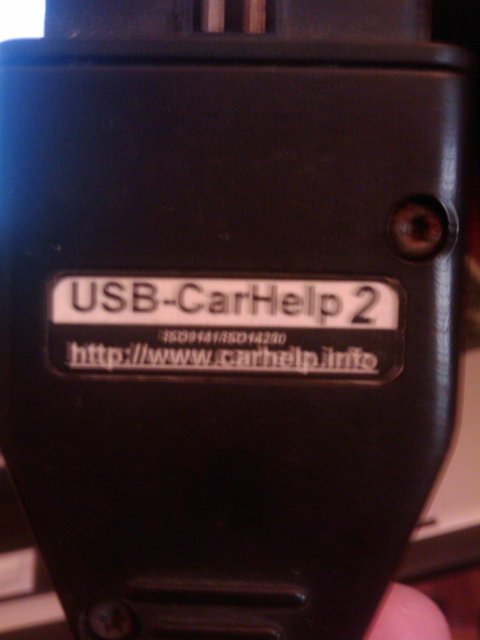 USB-CarHelp 2
ISO9141/ISO14230
http://www.carhelp.info